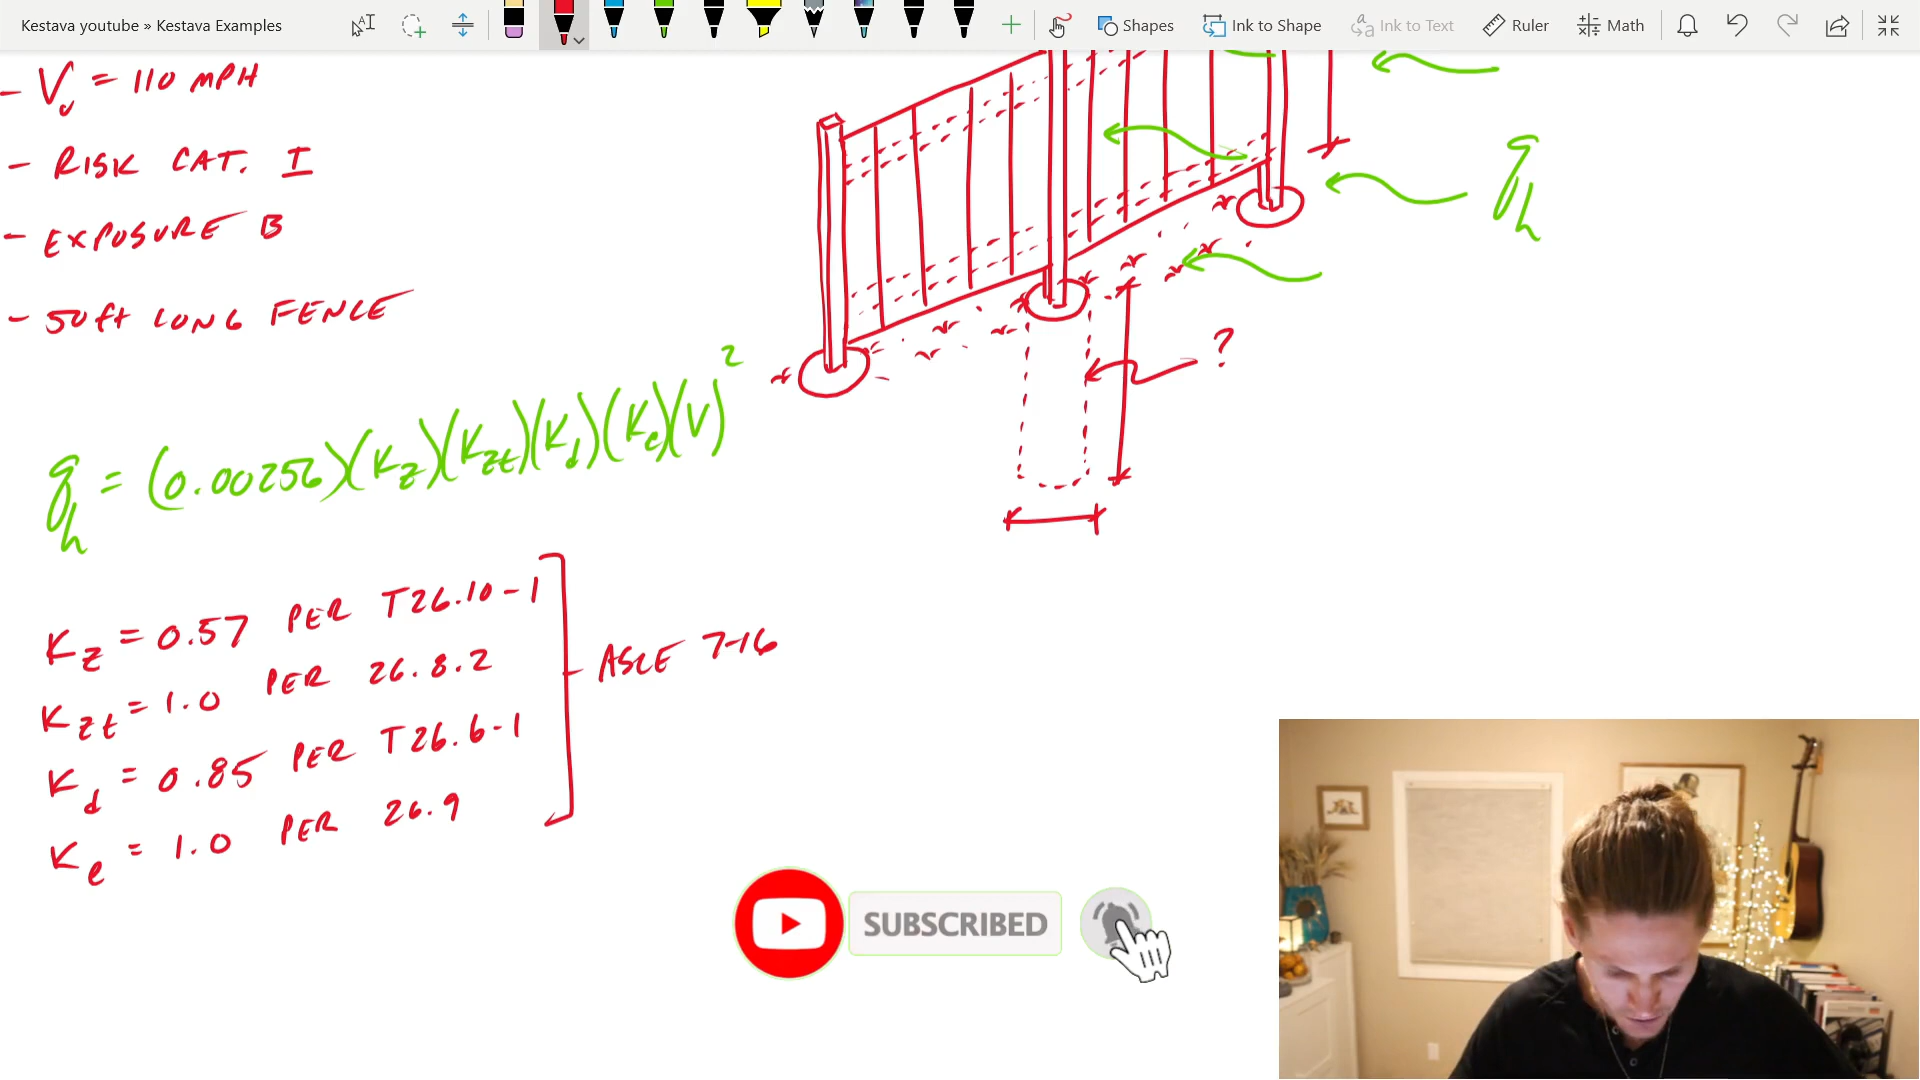 Kestava youtube » Kestava Examples
Shapes
Ink to Shape
Ink to Text
Ruler
Math
- Vu = 110 MPH
- RISK CAT. I
- EXPOSURE B
- 50ft LONG FENCE
qh
?
qh = (0.00256)(Kz)(Kzt)(Kd)(Ke)(V)²
Kz = 0.57 PER T26.10-1
Kzt = 1.0 PER 26.8.2
Kd = 0.85 PER T26.6-1
Ke = 1.0 PER 26.9
ASCE 7-16
SUBSCRIBED